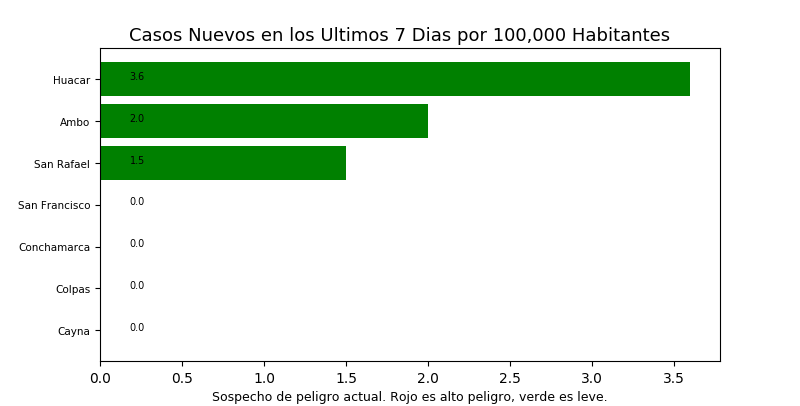 Casos Nuevos en los Ultimos 7 Dias por 100,000 Habitantes
Huacar 3.6
Ambo 2.0
San Rafael 1.5
San Francisco 0.0
Conchamarca 0.0
Colpas 0.0
Cayna 0.0
0.0 0.5 1.0 1.5 2.0 2.5 3.0 3.5
Sospecho de peligro actual. Rojo es alto peligro, verde es leve.